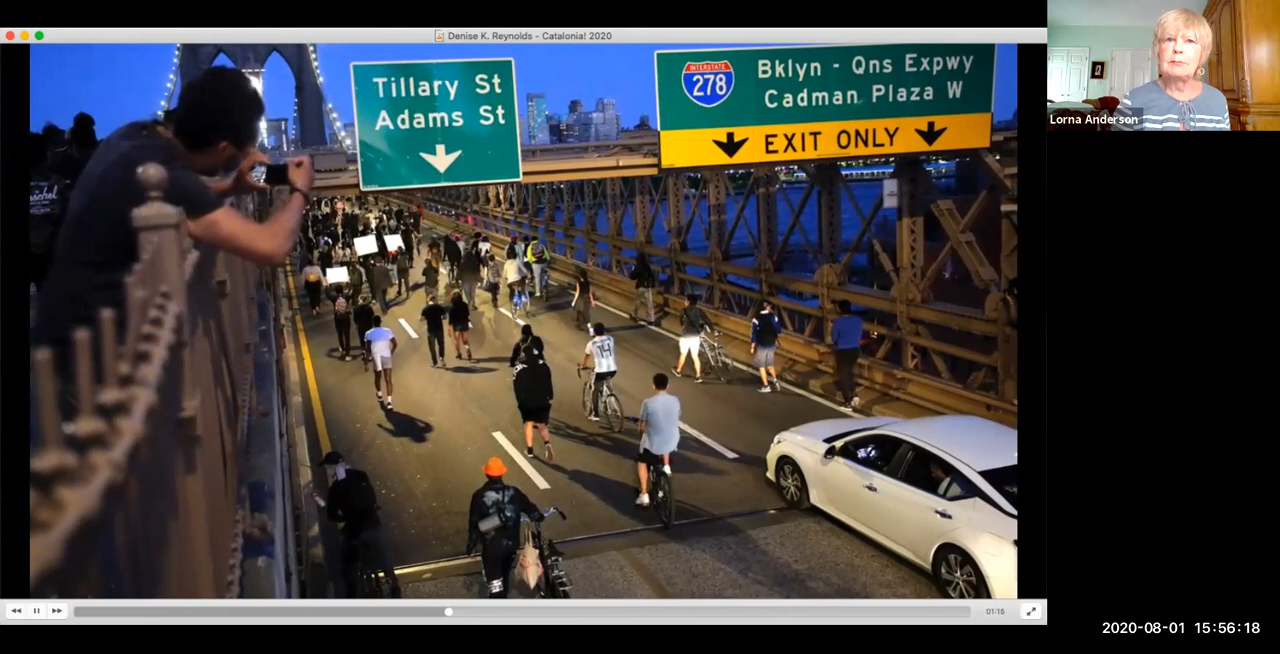 Denise K. Reynolds - Catalonia! 2020
Tillary St
Adams St
INTERSTATE
278
Bklyn - Qns Expwy
Cadman Plaza W
EXIT ONLY
14
Lorna Anderson
01:15
2020-08-01 15:56:18